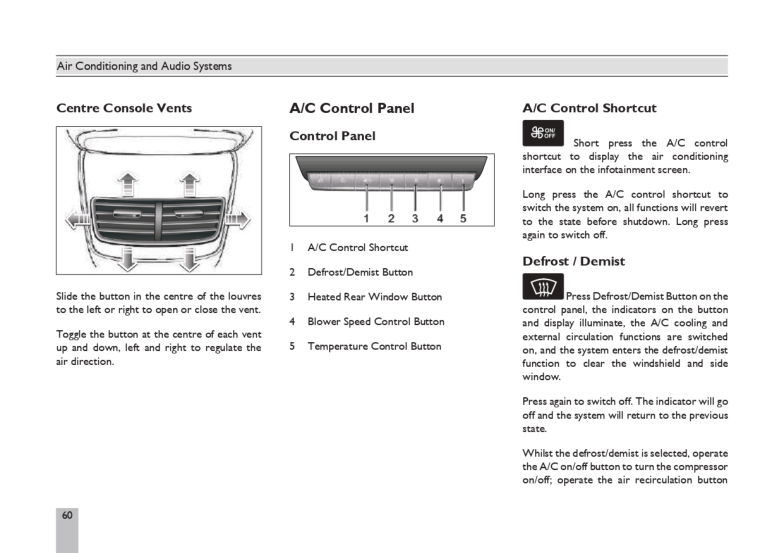 Air Conditioning and Audio Systems
Centre Console Vents
Slide the button in the centre of the louvres
to the left or right to open or close the vent.
Toggle the button at the centre of each vent
up and down, left and right to regulate the
air direction.
A/C Control Panel
Control Panel
1 2 3 4 5
1 A/C Control Shortcut
2 Defrost/Demist Button
3 Heated Rear Window Button
4 Blower Speed Control Button
5 Temperature Control Button
A/C Control Shortcut
ON/
OFF
Short press the A/C control
shortcut to display the air conditioning
interface on the infotainment screen.
Long press the A/C control shortcut to
switch the system on, all functions will revert
to the state before shutdown. Long press
again to switch off.
Defrost / Demist
Press Defrost/Demist Button on the
control panel, the indicators on the button
and display illuminate, the A/C cooling and
external circulation functions are switched
on, and the system enters the defrost/demist
function to clear the windshield and side
window.
Press again to switch off. The indicator will go
off and the system will return to the previous
state.
Whilst the defrost/demist is selected, operate
the A/C on/off button to turn the compressor
on/off; operate the air recirculation button
60